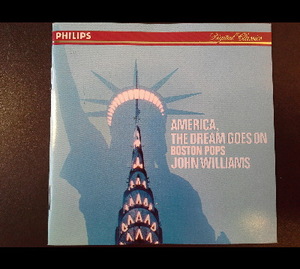 PHILIPS
Digital Classics
AMERICA,
THE DREAM GOES ON
BOSTON POPS
JOHN WILLIAMS